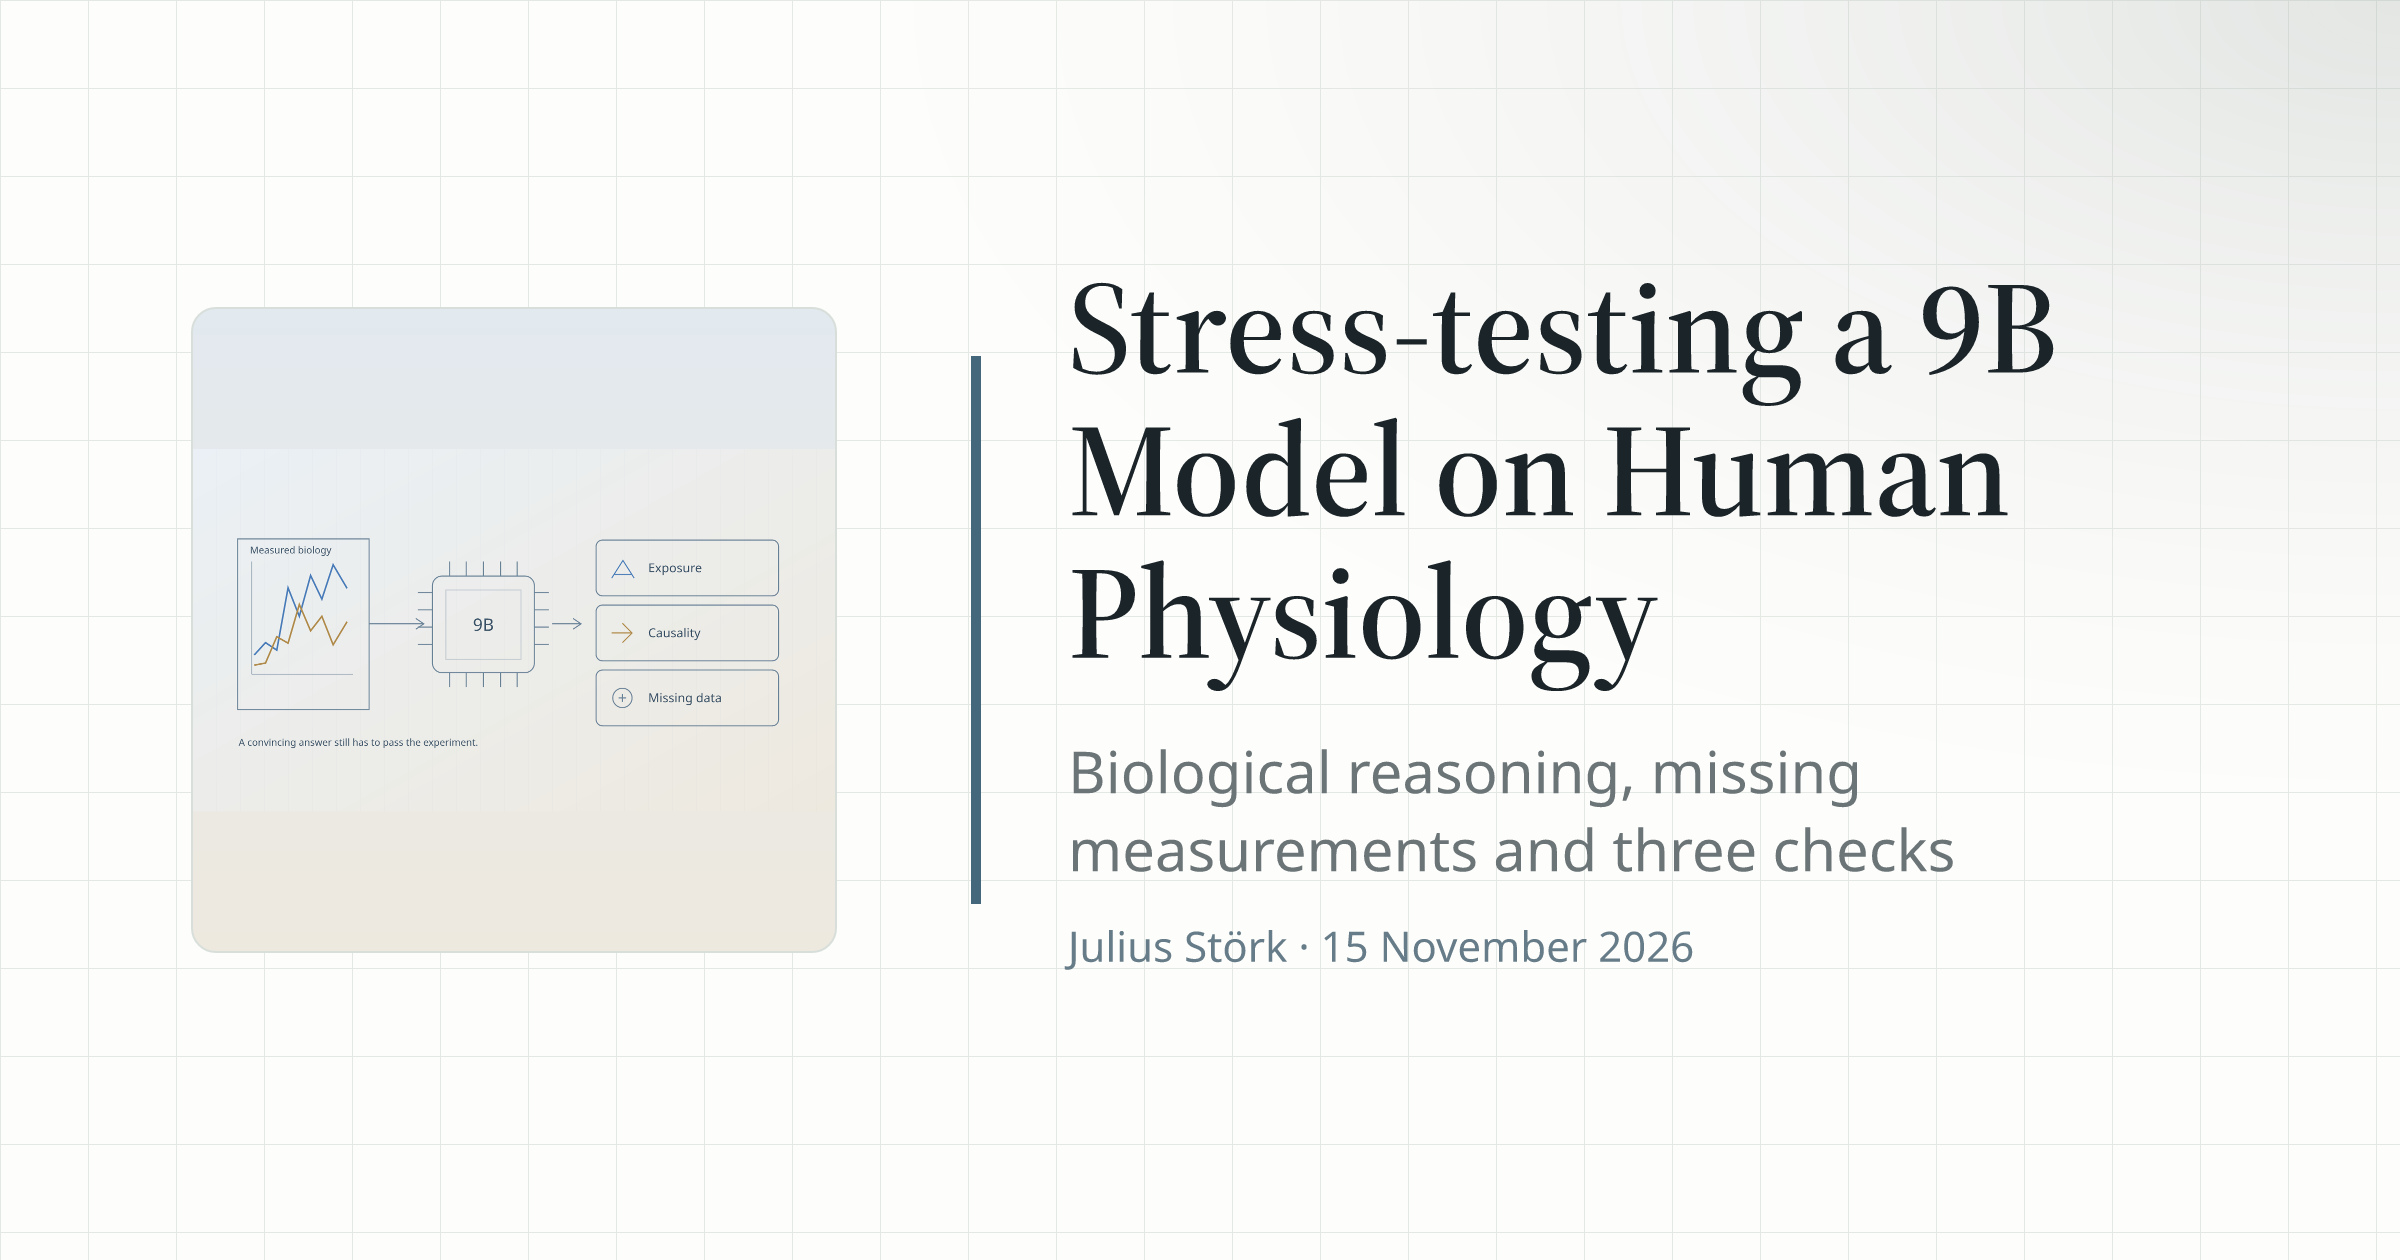 Measured biology
9B
Exposure
Causality
Missing data
A convincing answer still has to pass the experiment.
Stress-testing a 9B
Model on Human
Physiology
Biological reasoning, missing
measurements and three checks
Julius Störk · 15 November 2026